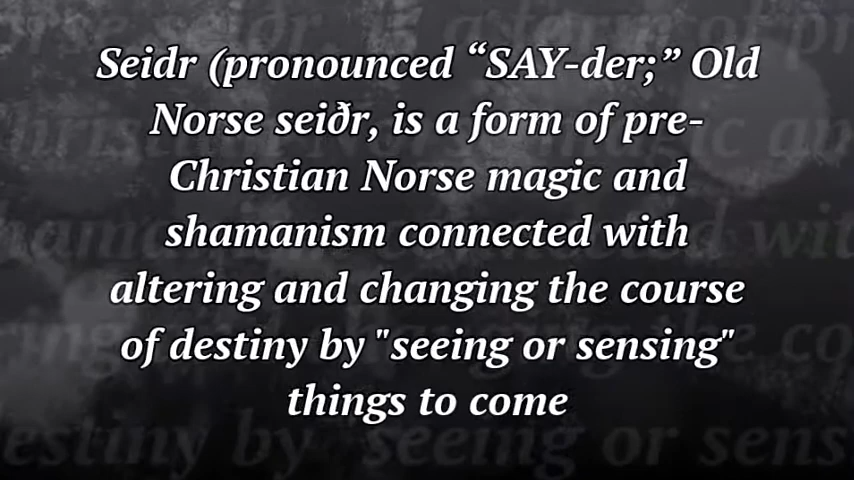 Seidr (pronounced “SAY-der;” Old
Norse seiðr, is a form of pre-
Christian Norse magic and
shamanism connected with
altering and changing the course
of destiny by "seeing or sensing"
things to come